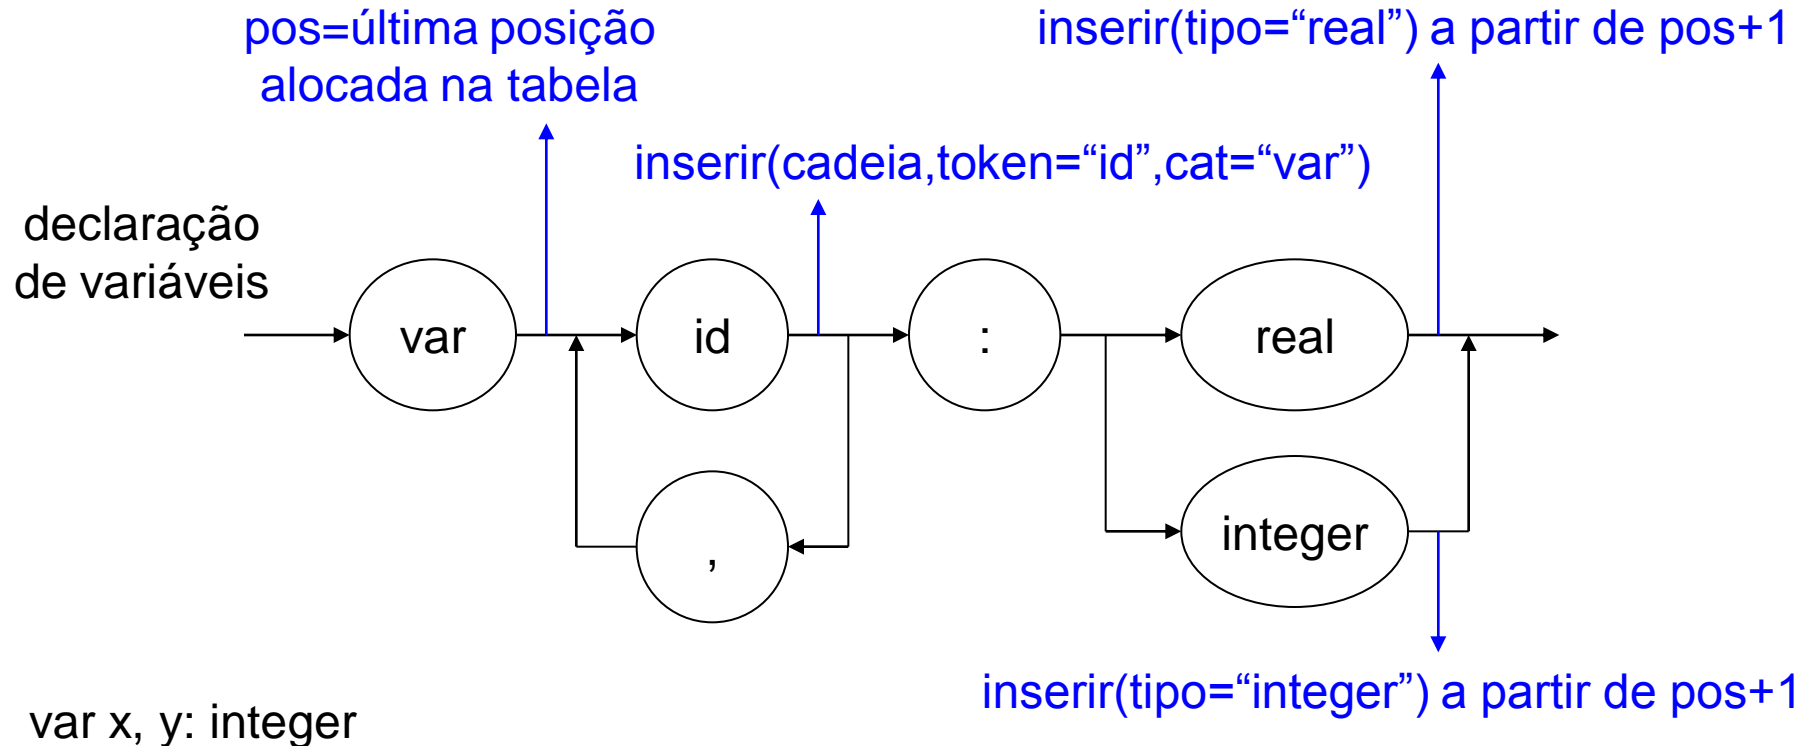 pos=última posição
alocada na tabela
inserir(tipo=“real”) a partir de pos+1
inserir(cadeia,token=“id”,cat=“var”)
declaração
de variáveis
var
id
:
real
,
integer
inserir(tipo=“integer”) a partir de pos+1
var x, y: integer